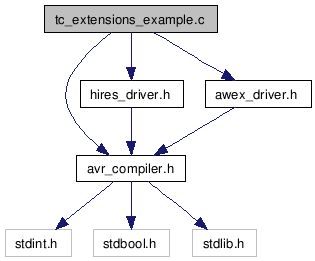 tc_extensions_example.c
hires_driver.h
awex_driver.h
avr_compiler.h
stdint.h
stdbool.h
stdlib.h